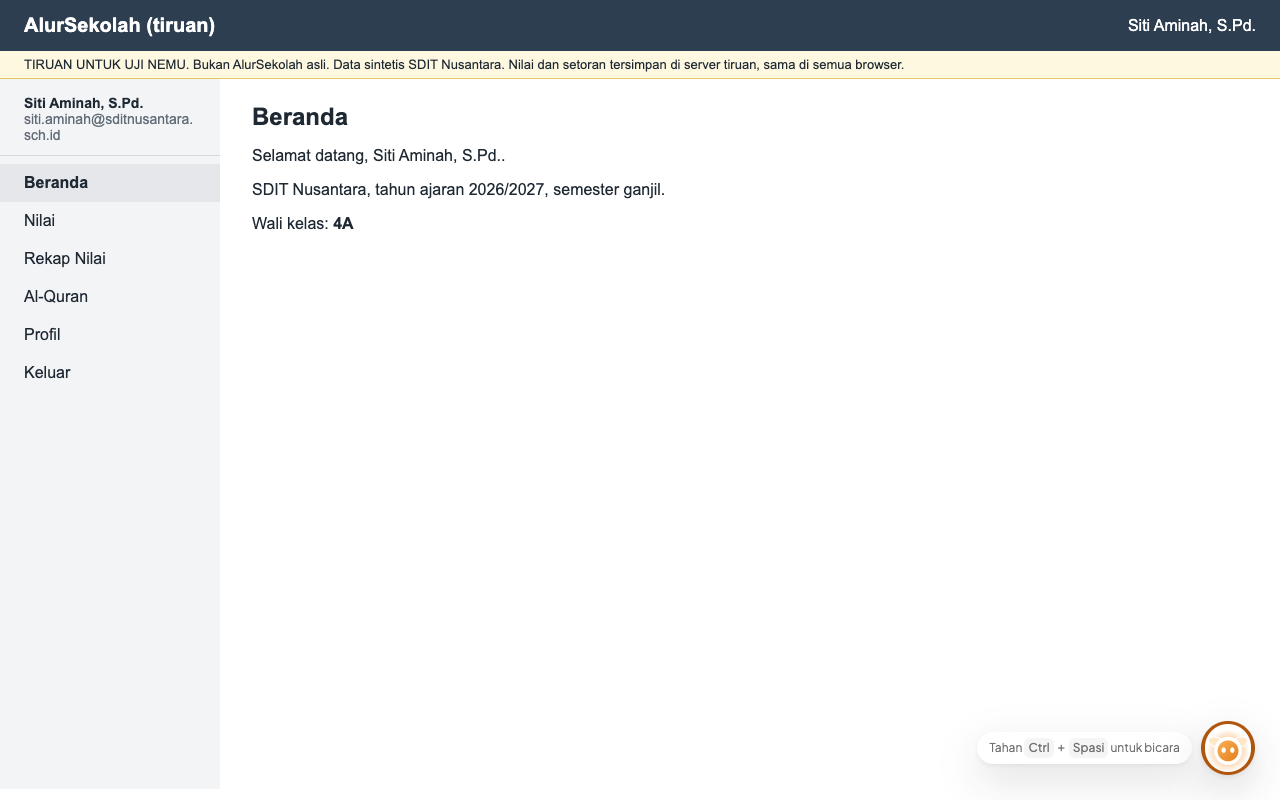 AlurSekolah (tiruan)
Siti Aminah, S.Pd.
TIRUAN UNTUK UJI NEMU. Bukan AlurSekolah asli. Data sintetis SDIT Nusantara. Nilai dan setoran tersimpan di server tiruan, sama di semua browser.
Siti Aminah, S.Pd.
siti.aminah@sditnusantara.
sch.id
Beranda
Nilai
Rekap Nilai
Al-Quran
Profil
Keluar
Beranda
Selamat datang, Siti Aminah, S.Pd..
SDIT Nusantara, tahun ajaran 2026/2027, semester ganjil.
Wali kelas: 4A
Tahan Ctrl + Spasi untuk bicara